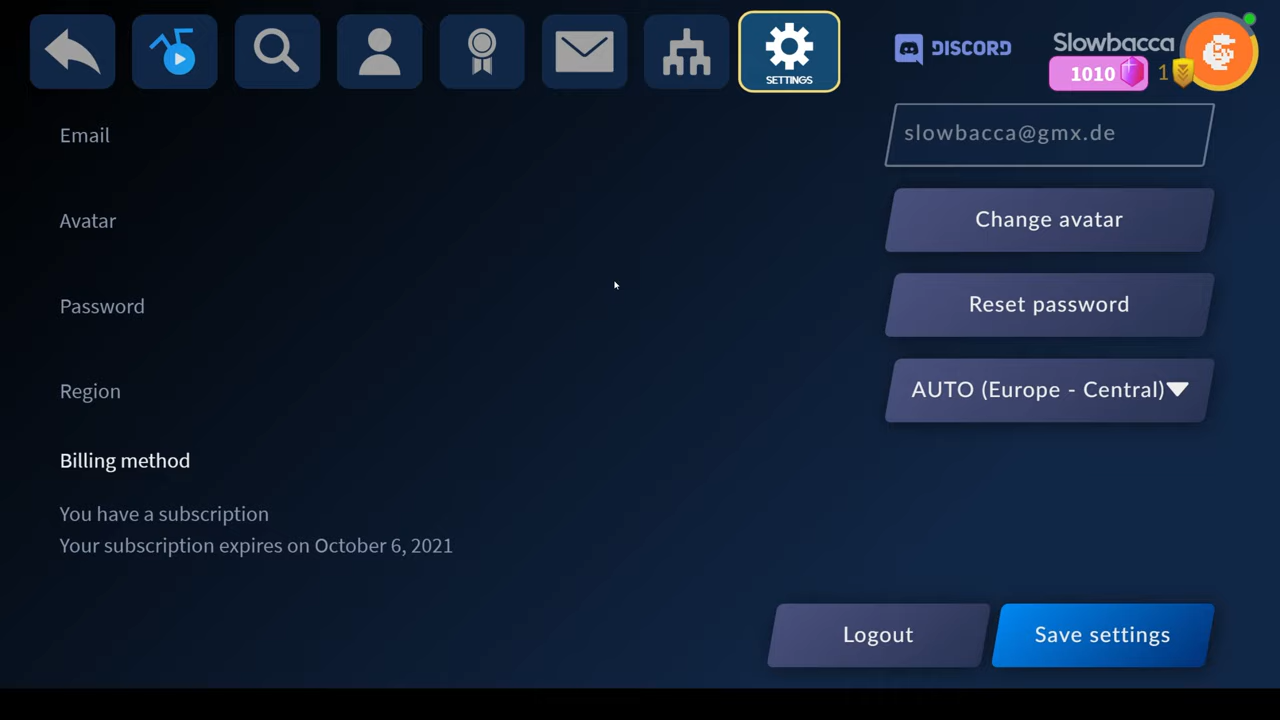 SETTINGS
DISCORD
Slowbacca
1010
1
Email
slowbacca@gmx.de
Avatar
Change avatar
Password
Reset password
Region
AUTO (Europe - Central)
Billing method
You have a subscription
Your subscription expires on October 6, 2021
Logout
Save settings